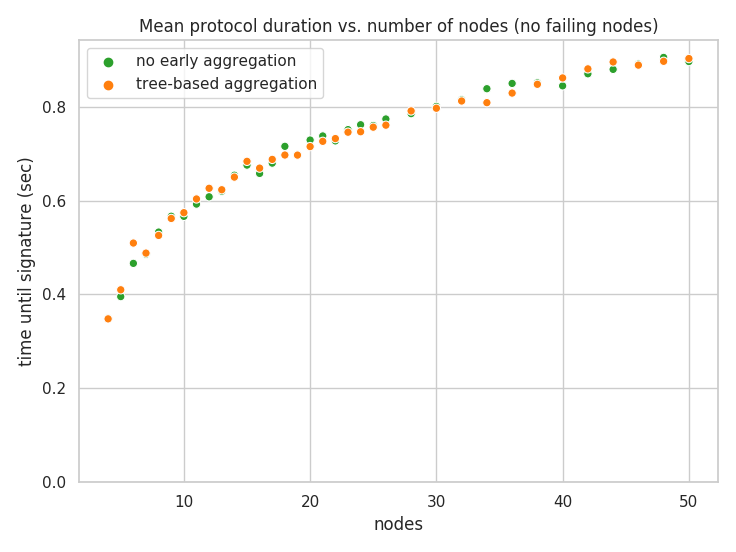 Mean protocol duration vs. number of nodes (no failing nodes)
no early aggregation
tree-based aggregation
time until signature (sec)
0.8
0.6
0.4
0.2
0.0
10 20 30 40 50
nodes